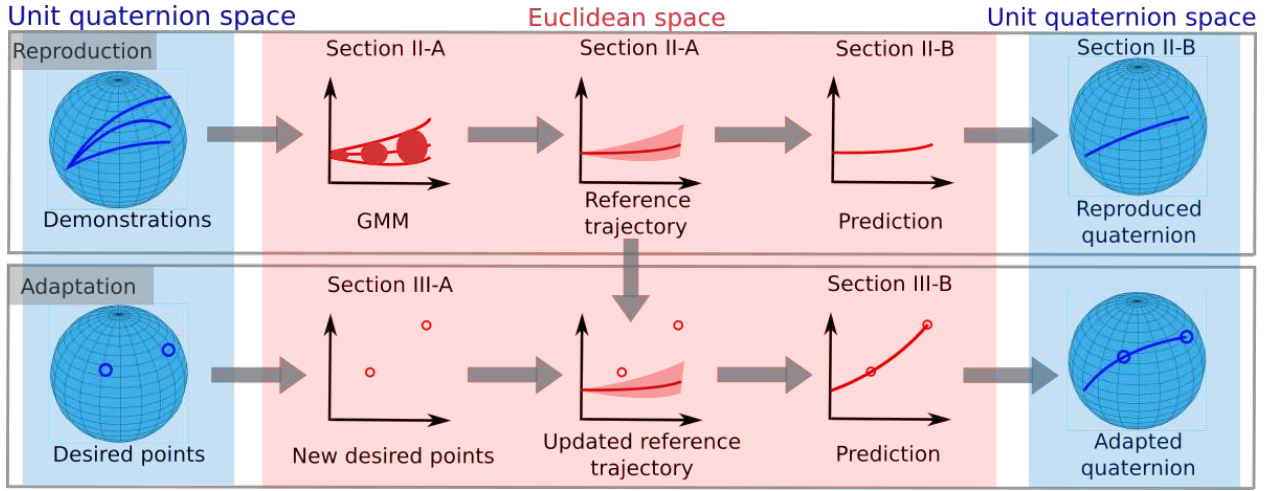 Unit quaternion space
Euclidean space
Unit quaternion space
Reproduction
Section II-A
Section II-A
Section II-B
Section II-B
Demonstrations
GMM
Reference
trajectory
Prediction
Reproduced
quaternion
Adaptation
Section III-A
Section III-B
Desired points
New desired points
Updated reference
trajectory
Prediction
Adapted
quaternion